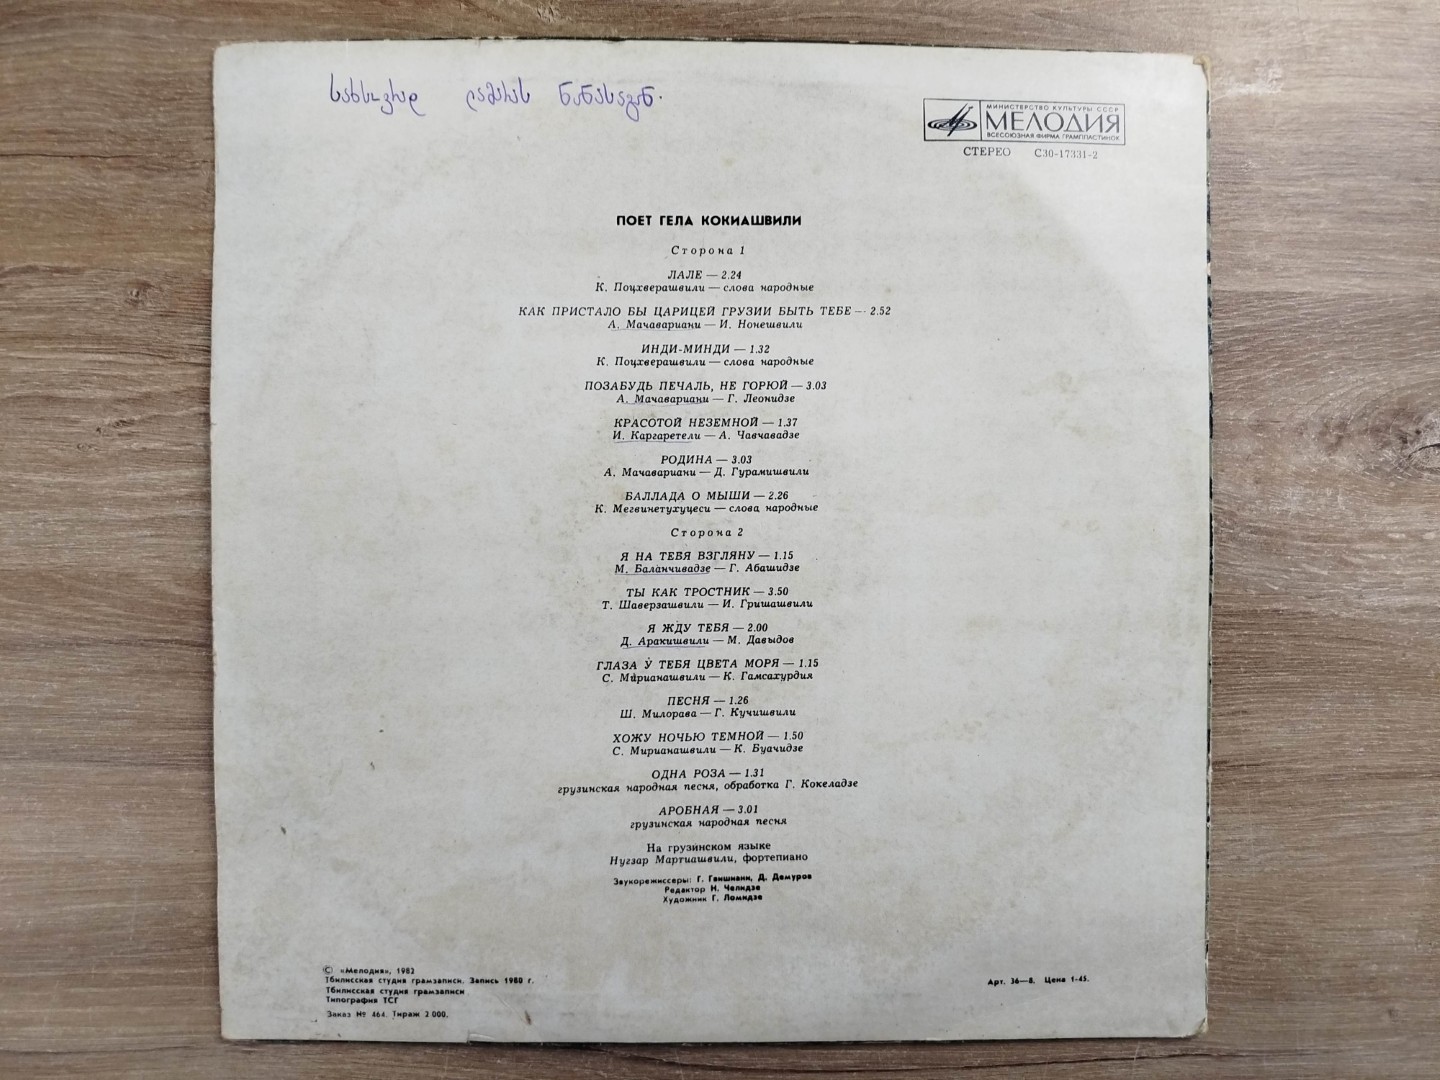 სახსოვრად ლამარას ნანასაგან.
МИНИСТЕРСТВО КУЛЬТУРЫ СССР
МЕЛОДИЯ
ВСЕСОЮЗНАЯ ФИРМА ГРАМПЛАСТИНОК
СТЕРЕО С30-17331-2
ПОЕТ ГЕЛА КОКИАШВИЛИ
Сторона 1
ЛАЛЕ — 2.24
К. Поцхверашвили — слова народные
КАК ПРИСТАЛО БЫ ЦАРИЦЕЙ ГРУЗИИ БЫТЬ ТЕБЕ — 2.52
А. Мачавариани — И. Нонешвили
ИНДИ-МИНДИ — 1.32
К. Поцхверашвили — слова народные
ПОЗАБУДЬ ПЕЧАЛЬ, НЕ ГОРЮЙ — 3.03
А. Мачавариани — Г. Леонидзе
КРАСОТОЙ НЕЗЕМНОЙ — 1.37
И. Каргаретели — А. Чавчавадзе
РОДИНА — 3.03
А. Мачавариани — Д. Гурамишвили
БАЛЛАДА О МЫШИ — 2.26
К. Мегвинетухуцеси — слова народные
Сторона 2
Я НА ТЕБЯ ВЗГЛЯНУ — 1.15
М. Баланчивадзе — Г. Абашидзе
ТЫ КАК ТРОСТНИК — 3.50
Т. Шаверзашвили — И. Гришашвили
Я ЖДУ ТЕБЯ — 2.00
Д. Аракишвили — М. Давыдов
ГЛАЗА У ТЕБЯ ЦВЕТА МОРЯ — 1.15
С. Мирианашвили — К. Гамсахурдия
ПЕСНЯ — 1.26
Ш. Милорава — Г. Кучишвили
ХОЖУ НОЧЬЮ ТЕМНОЙ — 1.50
С. Мирианашвили — К. Буачидзе
ОДНА РОЗА — 1.31
грузинская народная песня, обработка Г. Кокеладзе
АРОБНАЯ — 3.01
грузинская народная песня
На грузинском языке
Нугзар Мартиашвили, фортепиано
Звукорежиссеры: Г. Гвишиани, Д. Демуров
Редактор Н. Челидзе
Художник Г. Ломидзе
© «Мелодия», 1982
Тбилисская студия грамзаписи. Запись 1980 г.
Тбилисская студия грамзаписи
Типография ТСГ
Заказ № 464. Тираж 2 000.
Арт. 36—8. Цена 1-45.